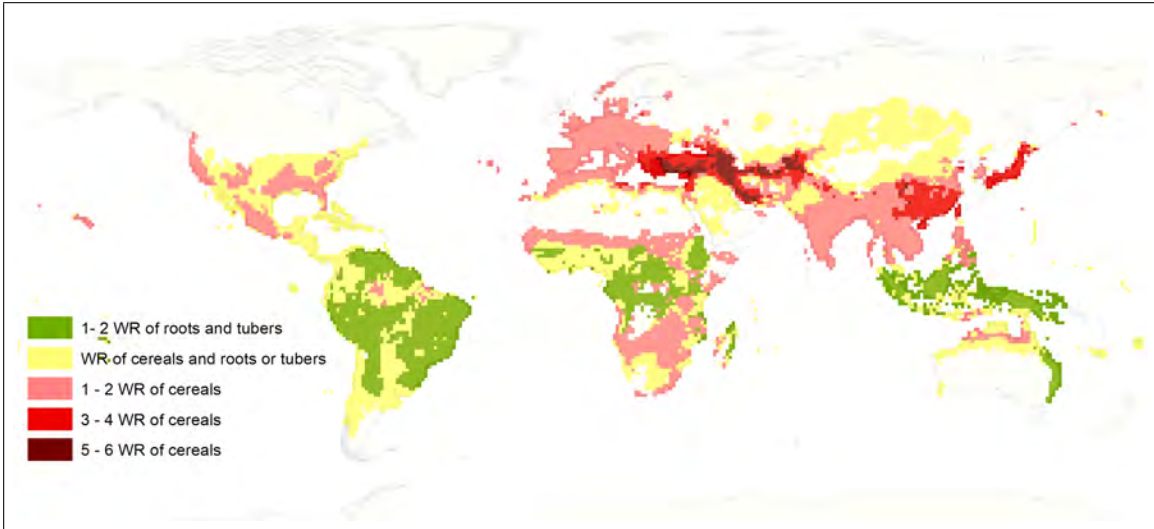 1- 2 WR of roots and tubers
WR of cereals and roots or tubers
1 - 2 WR of cereals
3 - 4 WR of cereals
5 - 6 WR of cereals